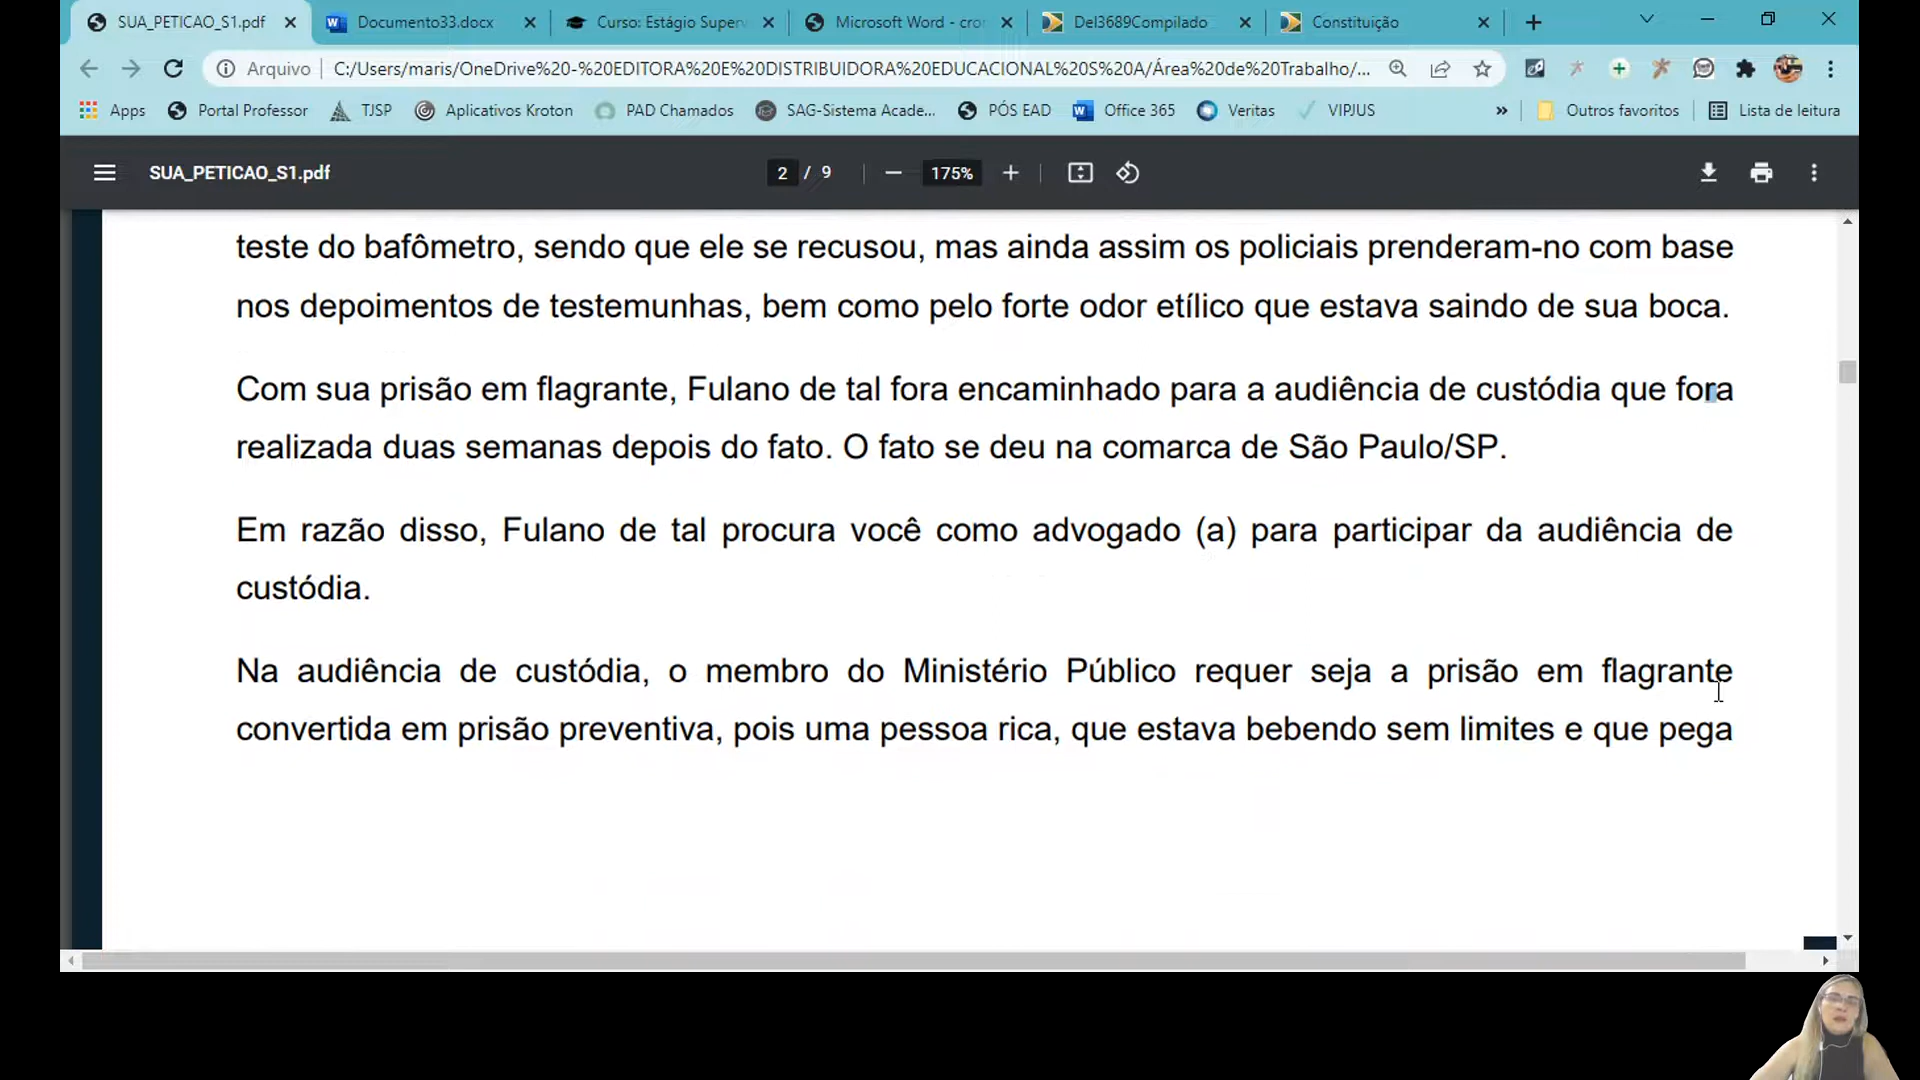 SUA_PETICAO_S1.pdf
Documento33.docx
Curso: Estágio Superv
Microsoft Word - cror
Del3689Compilado
Constituição
Arquivo
C:/Users/maris/OneDrive%20-%20EDITORA%20E%20DISTRIBUIDORA%20EDUCACIONAL%20S%20A/Área%20de%20Trabalho/...
Apps
Portal Professor
TJSP
Aplicativos Kroton
PAD Chamados
SAG-Sistema Acade...
PÓS EAD
Office 365
Veritas
VIPJUS
»
Outros favoritos
Lista de leitura
SUA_PETICAO_S1.pdf
2 / 9
175%
teste do bafômetro, sendo que ele se recusou, mas ainda assim os policiais prenderam-no com base
nos depoimentos de testemunhas, bem como pelo forte odor etílico que estava saindo de sua boca.
Com sua prisão em flagrante, Fulano de tal fora encaminhado para a audiência de custódia que fora
realizada duas semanas depois do fato. O fato se deu na comarca de São Paulo/SP.
Em razão disso, Fulano de tal procura você como advogado (a) para participar da audiência de
custódia.
Na audiência de custódia, o membro do Ministério Público requer seja a prisão em flagrante
convertida em prisão preventiva, pois uma pessoa rica, que estava bebendo sem limites e que pega